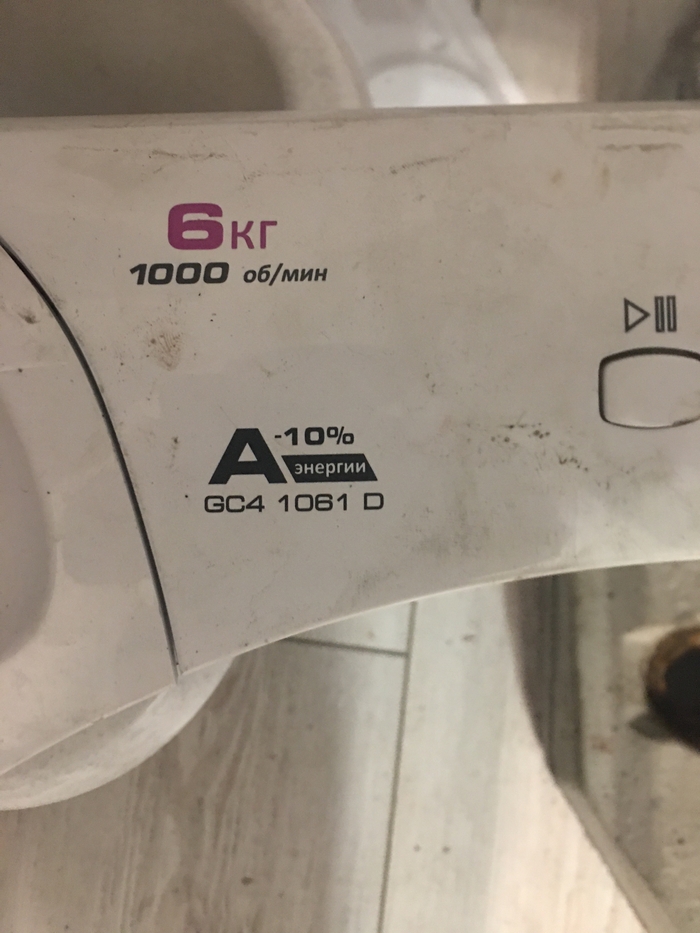 6кг
1000 об/мин
А-10%
энергии
GC4 1061 D